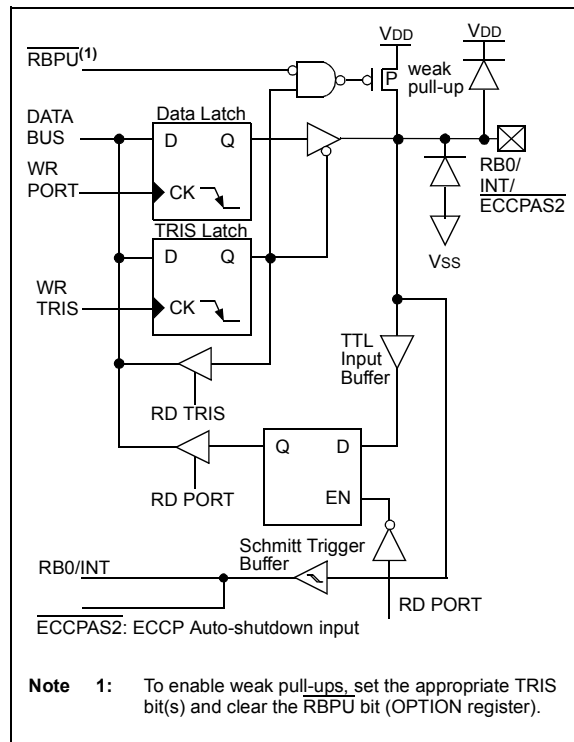 VDD
VDD
RBPU(1)
weak
pull-up
P
DATA
BUS
Data Latch
D Q
WR
PORT
CK
RB0/
INT/
ECCPAS2
TRIS Latch
D Q
VSS
WR
TRIS
CK
TTL
Input
Buffer
RD TRIS
Q D
EN
RD PORT
Schmitt Trigger
Buffer
RB0/INT
RD PORT
ECCPAS2: ECCP Auto-shutdown input
Note 1: To enable weak pull-ups, set the appropriate TRIS
bit(s) and clear the RBPU bit (OPTION register).